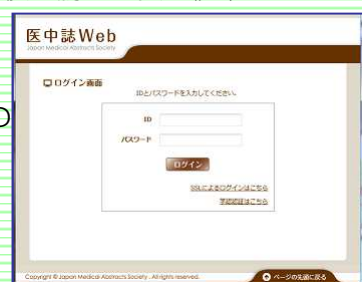 医中誌Web
Japan Medical Abstracts Society
ログイン画面
IDとパスワードを入力してください。
ID
パスワード
ログイン
SSLによるログインはこちら
学認認証はこちら
Copyright © Japan Medical Abstracts Society. All rights reserved.
ページの先頭に戻る